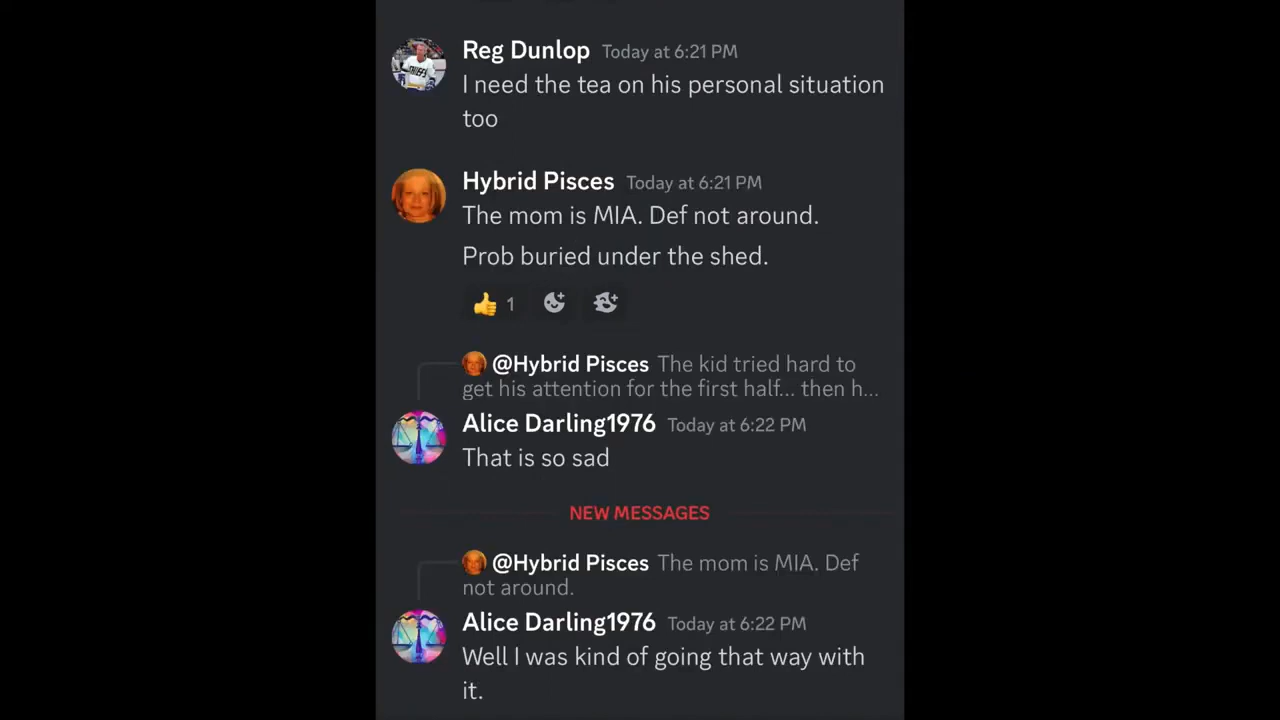 Reg Dunlop Today at 6:21 PM
I need the tea on his personal situation
too
Hybrid Pisces Today at 6:21 PM
The mom is MIA. Def not around.
Prob buried under the shed.
👍 1
@Hybrid Pisces The kid tried hard to
get his attention for the first half... then h...
Alice Darling1976 Today at 6:22 PM
That is so sad
NEW MESSAGES
@Hybrid Pisces The mom is MIA. Def
not around.
Alice Darling1976 Today at 6:22 PM
Well I was kind of going that way with
it.